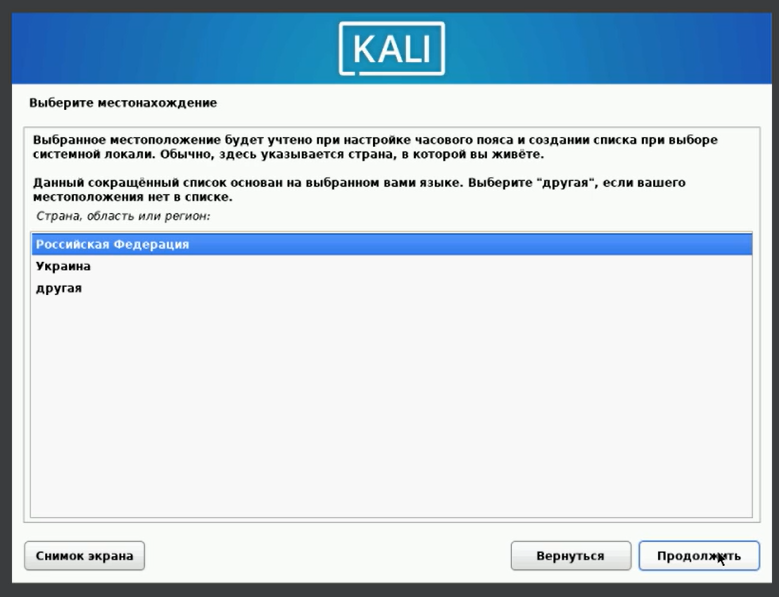 KALI
Выберите местонахождение
Выбранное местоположение будет учтено при настройке часового пояса и создании списка при выборе
системной локали. Обычно, здесь указывается страна, в которой вы живёте.
Данный сокращённый список основан на выбранном вами языке. Выберите "другая", если вашего
местоположения нет в списке.
Страна, область или регион:
Российская Федерация
Украина
другая
Снимок экрана
Вернуться
Продолжить